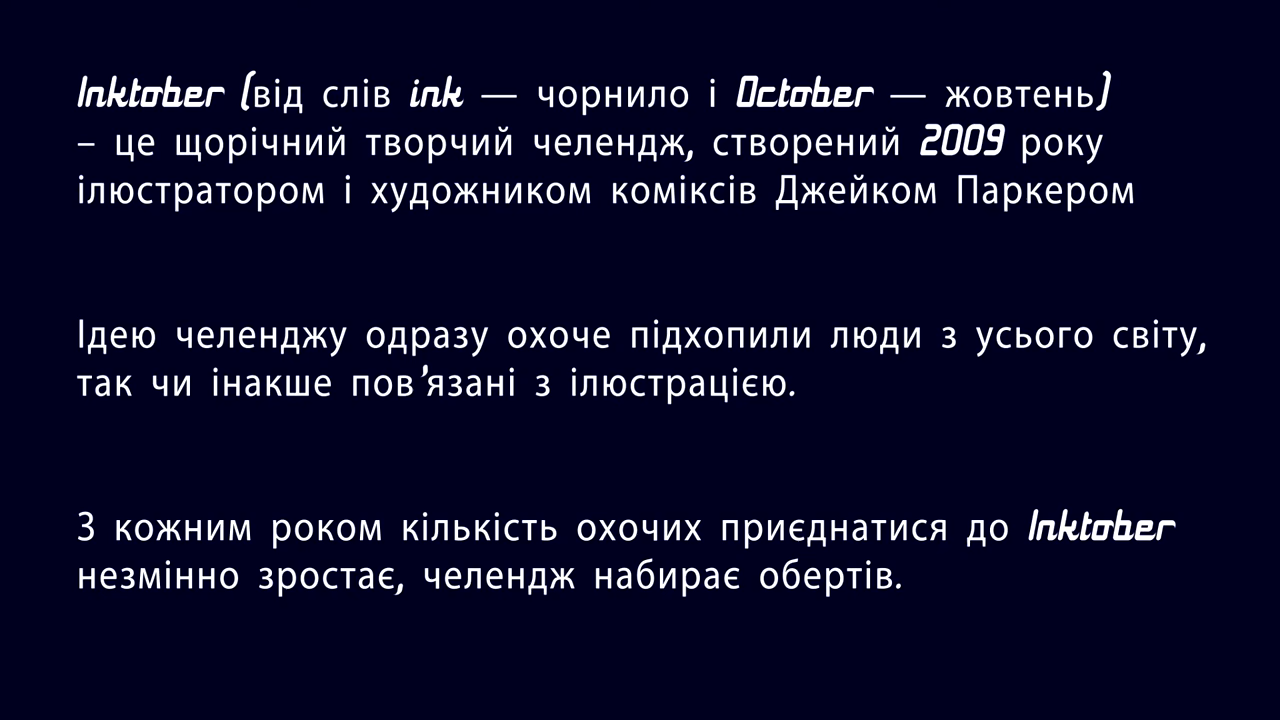 Inktober (від слів ink — чорнило і October — жовтень)
– це щорічний творчий челендж, створений 2009 року
ілюстратором і художником коміксів Джейком Паркером
Ідею челенджу одразу охоче підхопили люди з усього світу,
так чи інакше пов'язані з ілюстрацією.
З кожним роком кількість охочих приєднатися до Inktober
незмінно зростає, челендж набирає обертів.